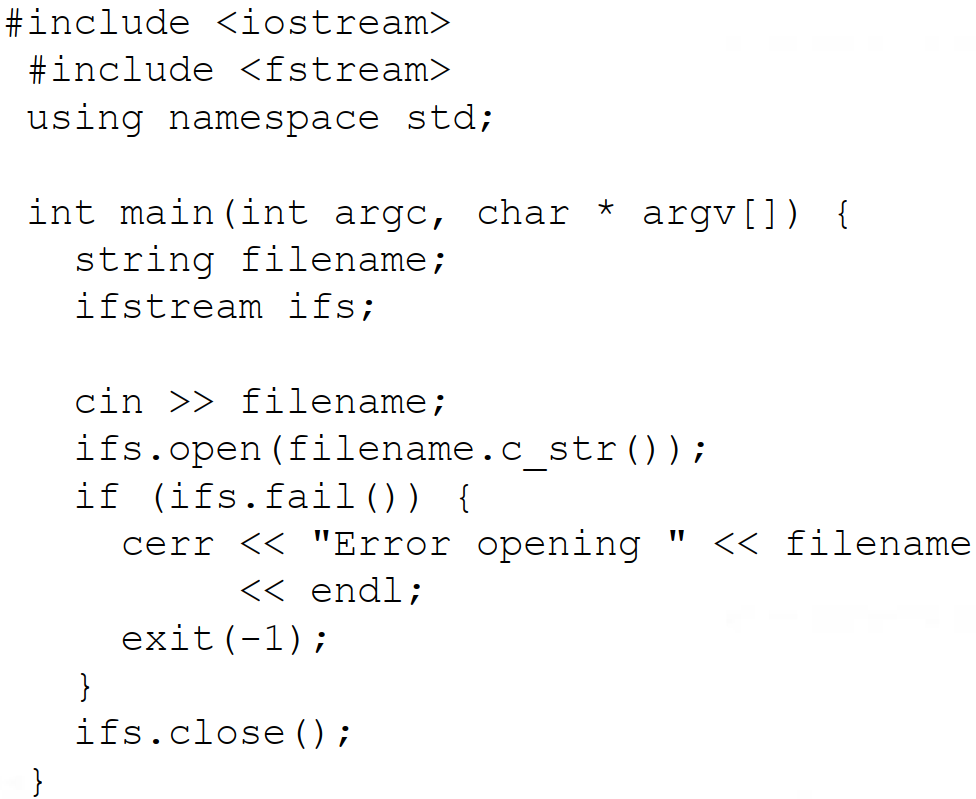 #include <iostream>
#include <fstream>
using namespace std;
int main(int argc, char * argv[]) {
string filename;
ifstream ifs;
cin >> filename;
ifs.open(filename.c_str());
if (ifs.fail()) {
cerr << "Error opening " << filename
<< endl;
exit(-1);
}
ifs.close();
}